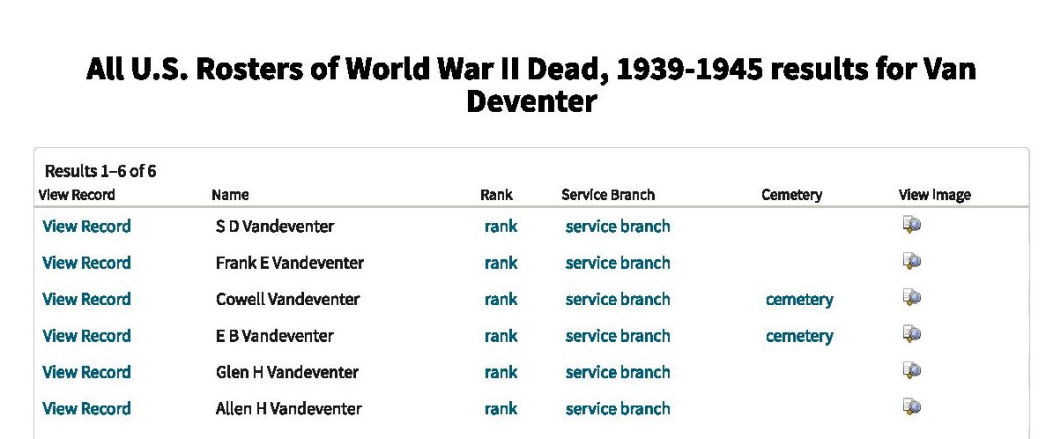 All U.S. Rosters of World War II Dead, 1939-1945 results for Van
Deventer
Results 1–6 of 6
View Record Name Rank Service Branch Cemetery View Image
View Record S D Vandeventer rank service branch
View Record Frank E Vandeventer rank service branch
View Record Cowell Vandeventer rank service branch cemetery
View Record E B Vandeventer rank service branch cemetery
View Record Glen H Vandeventer rank service branch
View Record Allen H Vandeventer rank service branch